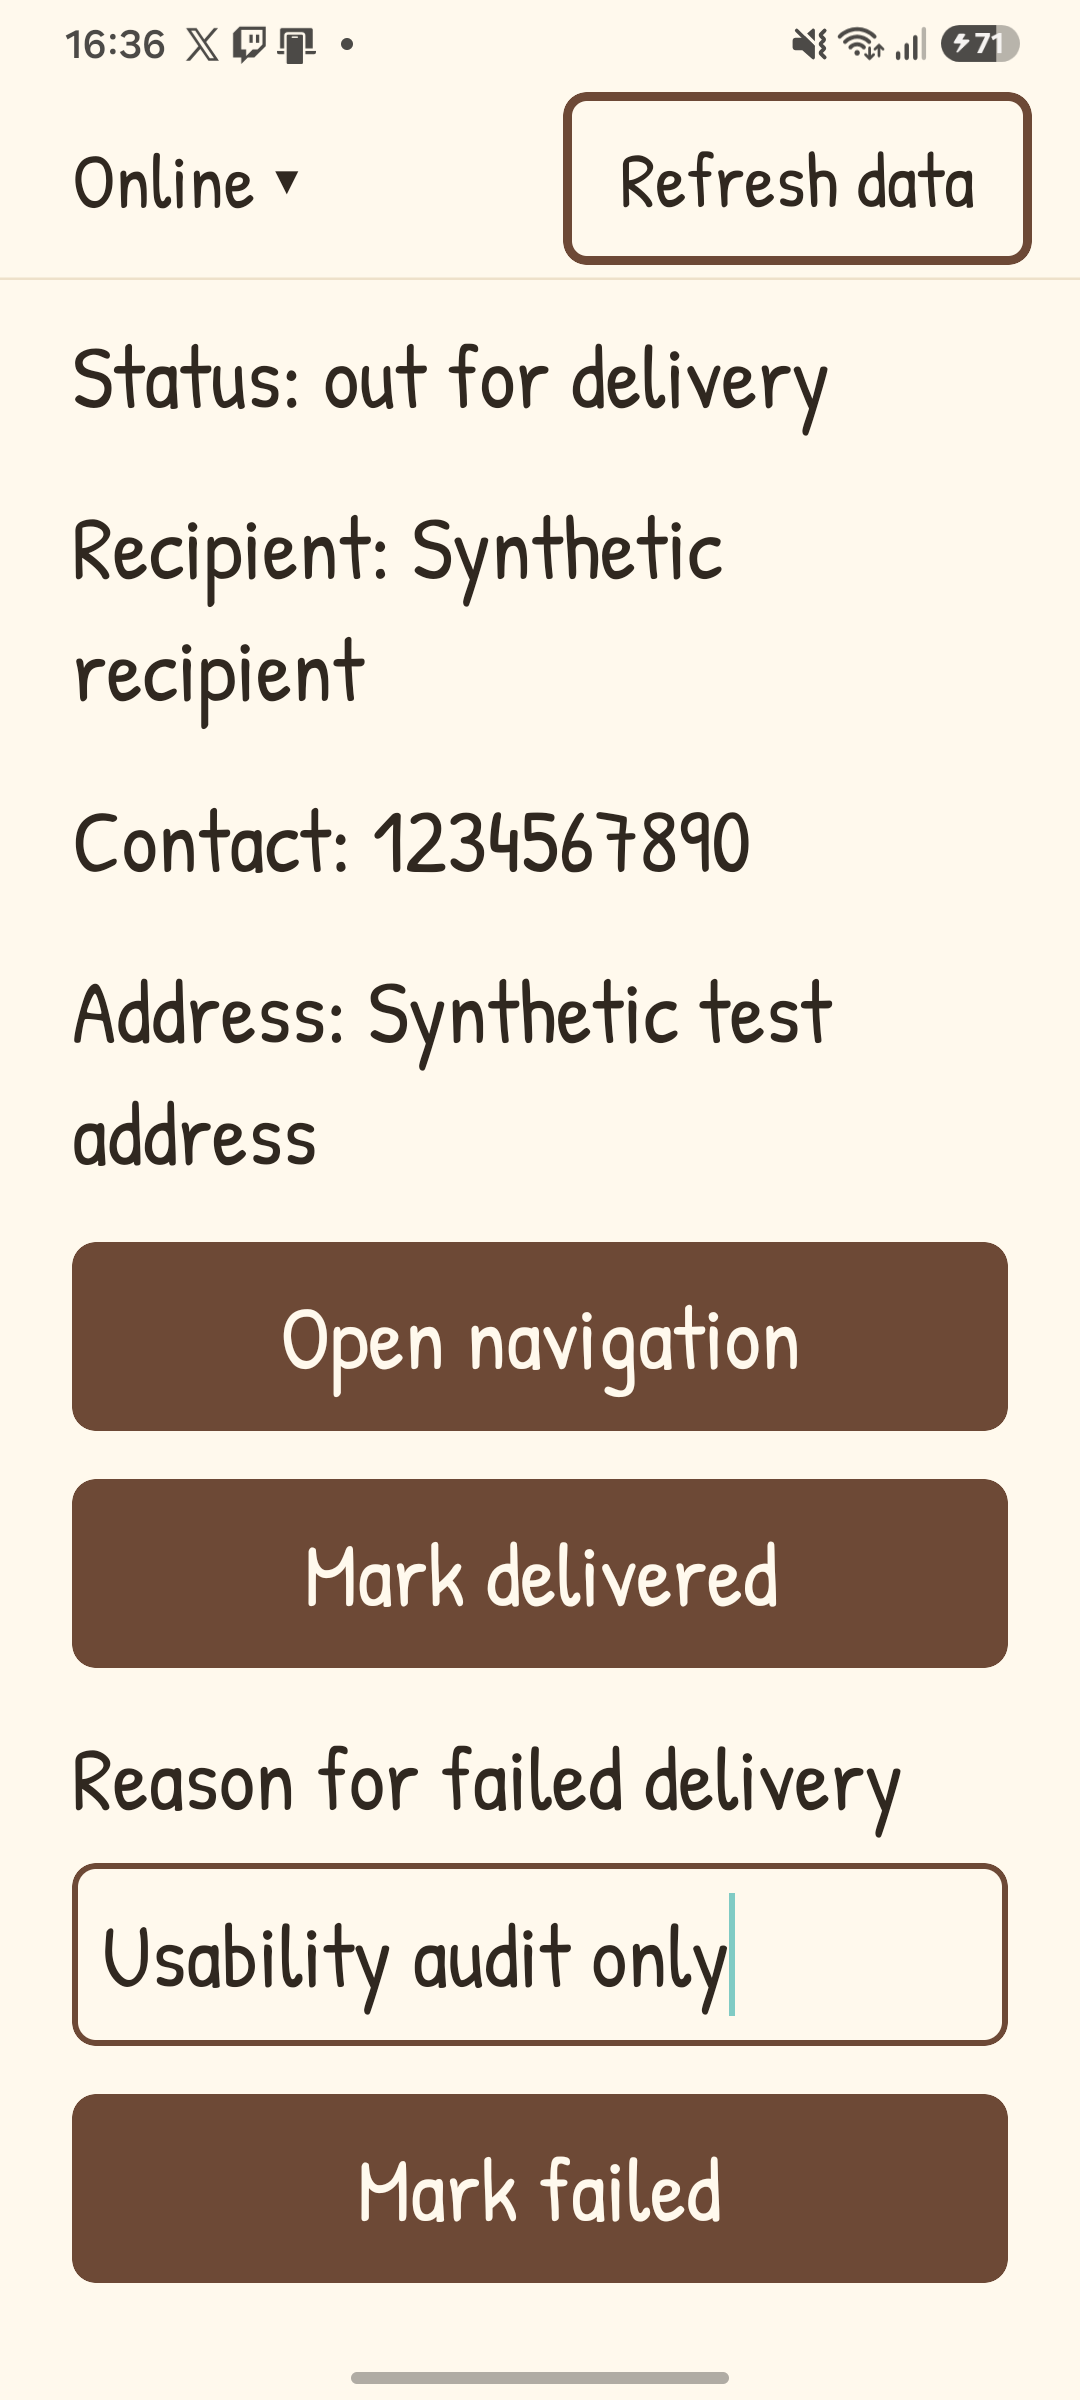 16:36
71
Online ▼
Refresh data
Status: out for delivery
Recipient: Synthetic
recipient
Contact: 1234567890
Address: Synthetic test
address
Open navigation
Mark delivered
Reason for failed delivery
Usability audit only
Mark failed